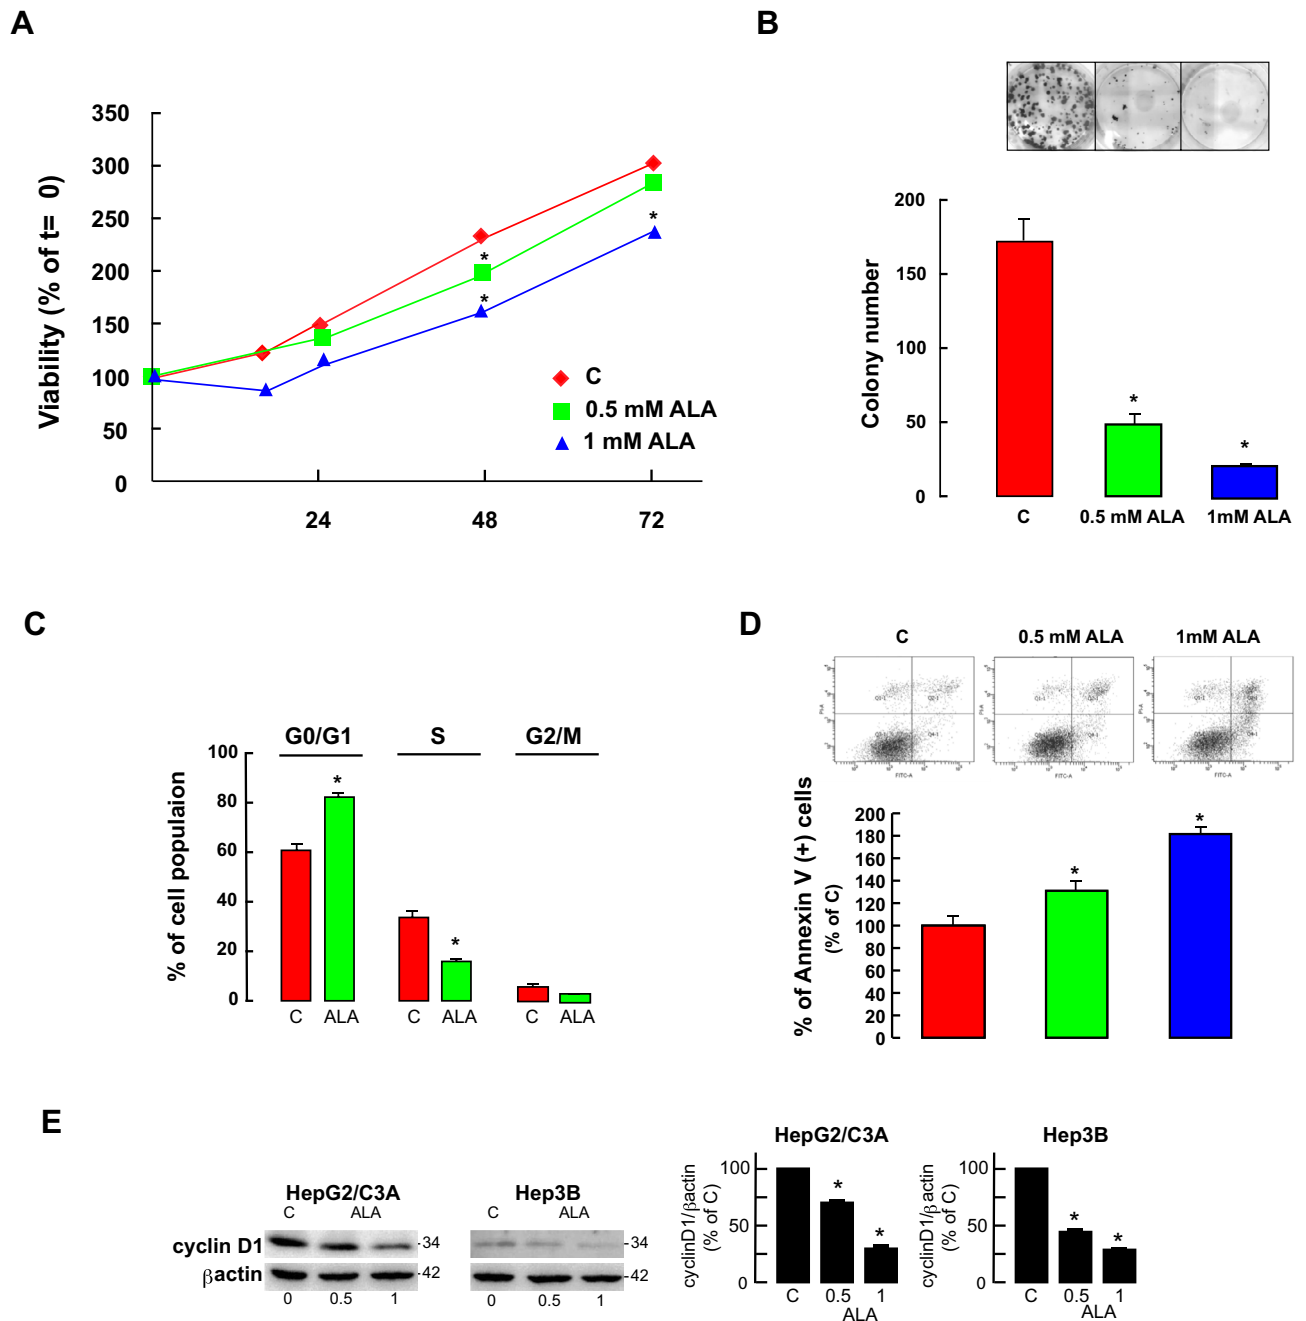 A
350
300
250
200
150
100
50
0
Viability (% of t= 0)
24
48
72
*
*
*
C
0.5 mM ALA
1 mM ALA
B
200
150
100
50
0
Colony number
*
*
C
0.5 mM ALA
1mM ALA
C
G0/G1
S
G2/M
100
80
60
40
20
0
% of cell populaion
*
*
C
ALA
C
ALA
C
ALA
D
C
0.5 mM ALA
1mM ALA
FITC-A
FITC-A
FITC-A
200
180
160
140
120
100
80
60
40
20
0
% of Annexin V (+) cells
(% of C)
*
*
E
HepG2/C3A
Hep3B
C
ALA
C
ALA
cyclin D1
-34
-34
βactin
-42
-42
0
0.5
1
0
0.5
1
HepG2/C3A
cyclinD1/βactin
(% of C)
100
50
0
*
*
C
0.5
1
ALA
Hep3B
cyclinD1/βactin
(% of C)
100
50
0
*
*
C
0.5
1
ALA